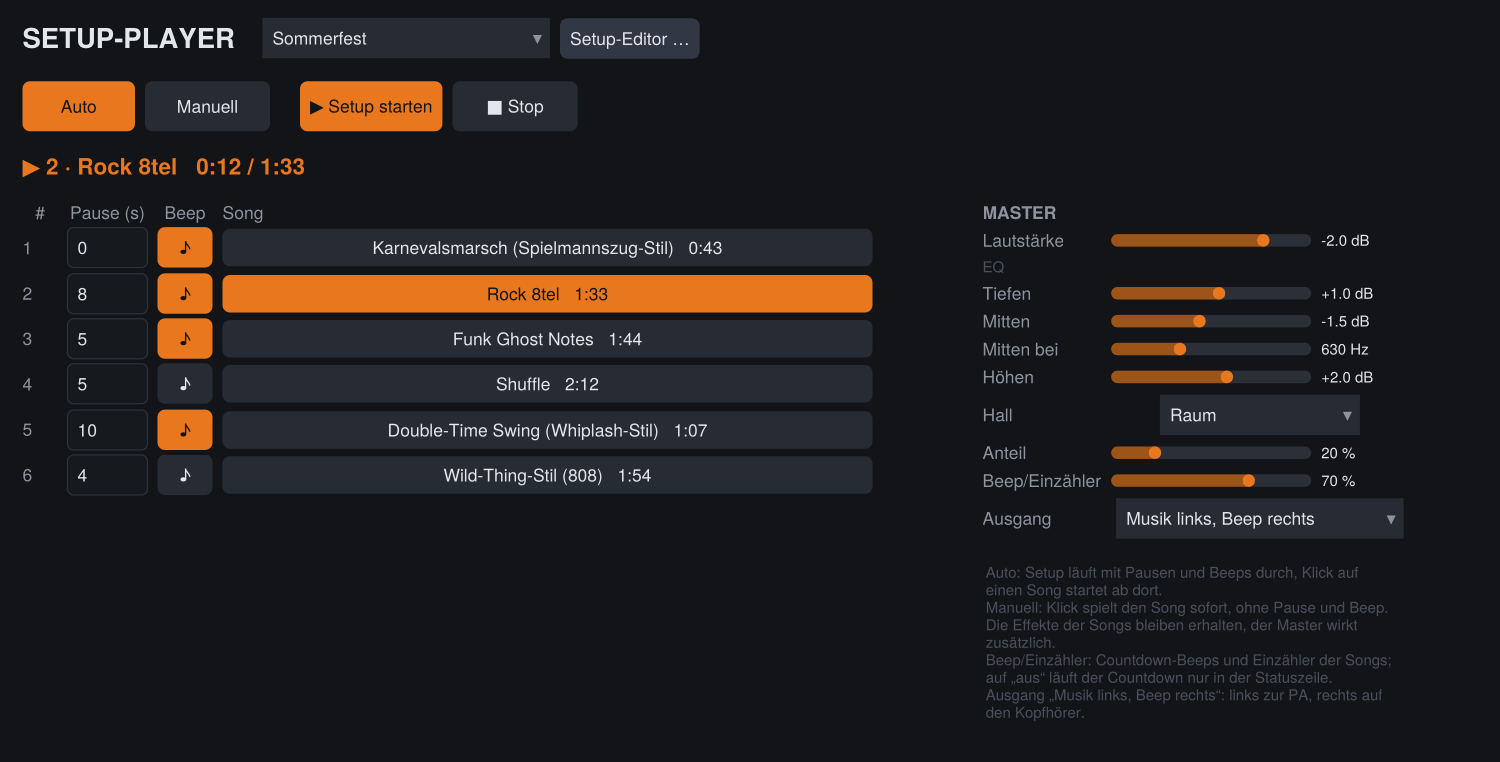 SETUP-PLAYER Sommerfest ▼ Setup-Editor …
Auto Manuell ▶ Setup starten ■ Stop
▶ 2 · Rock 8tel 0:12 / 1:33
# Pause (s) Beep Song
1 0 ♪ Karnevalsmarsch (Spielmannszug-Stil) 0:43
2 8 ♪ Rock 8tel 1:33
3 5 ♪ Funk Ghost Notes 1:44
4 5 ♪ Shuffle 2:12
5 10 ♪ Double-Time Swing (Whiplash-Stil) 1:07
6 4 ♪ Wild-Thing-Stil (808) 1:54
MASTER
Lautstärke -2.0 dB
EQ
Tiefen +1.0 dB
Mitten -1.5 dB
Mitten bei 630 Hz
Höhen +2.0 dB
Hall Raum ▼
Anteil 20 %
Beep/Einzähler 70 %
Ausgang Musik links, Beep rechts ▼
Auto: Setup läuft mit Pausen und Beeps durch, Klick auf
einen Song startet ab dort.
Manuell: Klick spielt den Song sofort, ohne Pause und Beep.
Die Effekte der Songs bleiben erhalten, der Master wirkt
zusätzlich.
Beep/Einzähler: Countdown-Beeps und Einzähler der Songs;
auf „aus“ läuft der Countdown nur in der Statuszeile.
Ausgang „Musik links, Beep rechts“: links zur PA, rechts auf
den Kopfhörer.